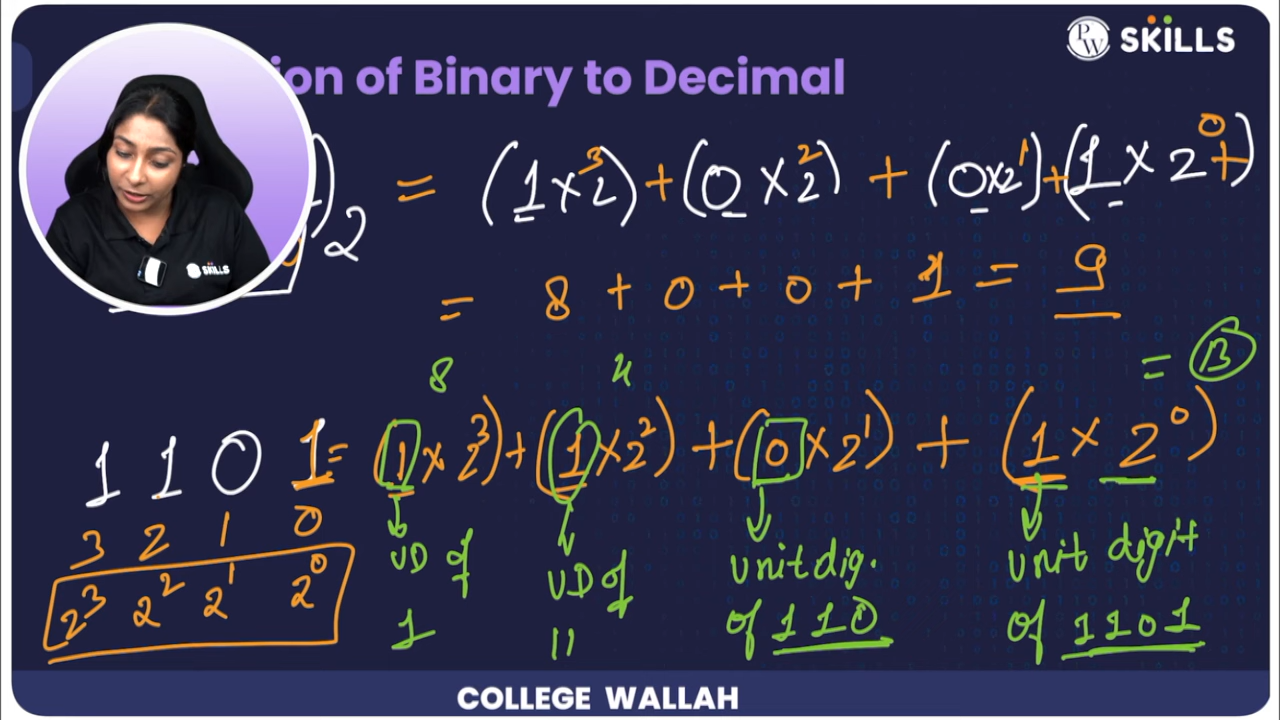 PW SKILLS
ion of Binary to Decimal
)₂ = (1×2³)+(0×2²)+(0×2¹)+(1×2⁰)
= 8 + 0 + 0 + 1 = 9
= 13
8 4
1 1 0 1 = (1×2³)+(1×2²)+(0×2¹)+(1×2⁰)
3 2 1 0
2³ 2² 2¹ 2⁰
UD of 1
UD of 11
unit dig. of 110
unit digit of 1101
SKILLS
COLLEGE WALLAH